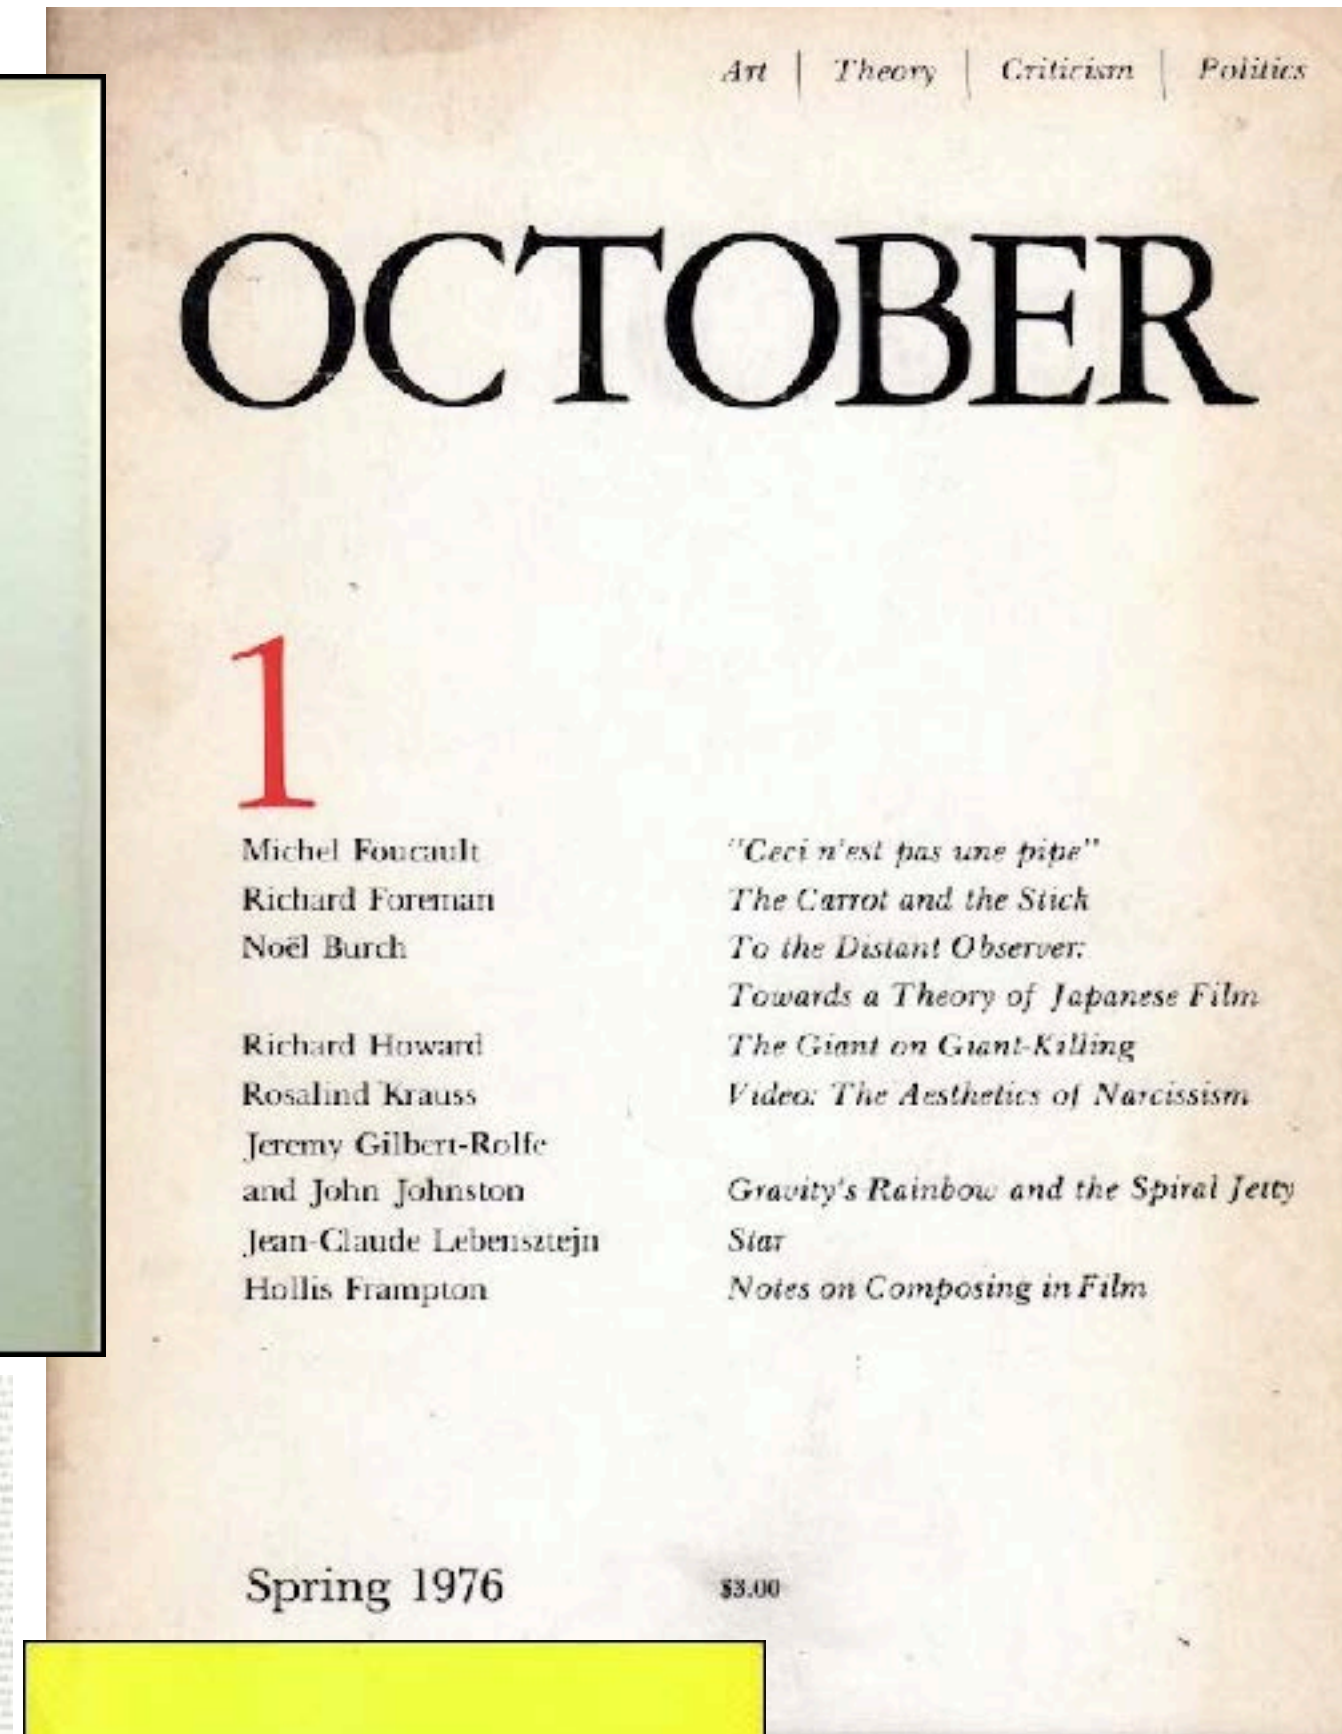 Art | Theory | Criticism | Politics
OCTOBER
1
Michel Foucault "Ceci n'est pas une pipe"
Richard Foreman The Carrot and the Stick
Noël Burch To the Distant Observer:
Towards a Theory of Japanese Film
Richard Howard The Giant on Giant-Killing
Rosalind Krauss Video: The Aesthetics of Narcissism
Jeremy Gilbert-Rolfe
and John Johnston Gravity's Rainbow and the Spiral Jetty
Jean-Claude Lebensztejn Star
Hollis Frampton Notes on Composing in Film
Spring 1976 $3.00